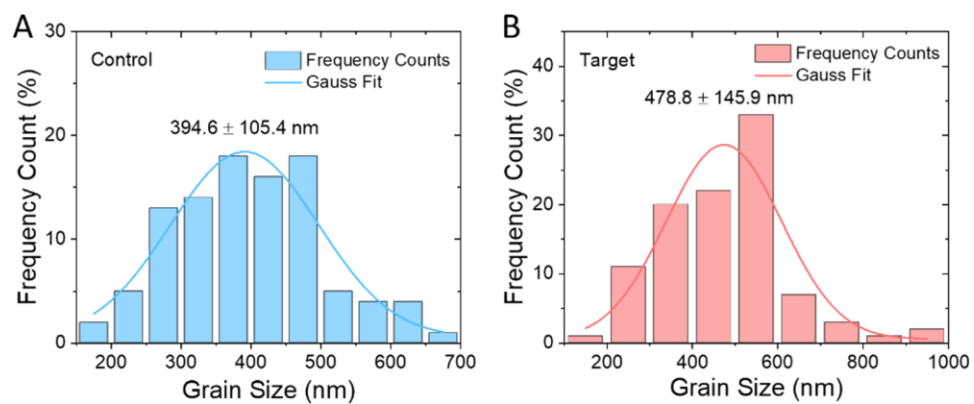 A
Control
Frequency Counts
Gauss Fit
394.6 ± 105.4 nm
Frequency Count (%)
30
20
10
0
200 300 400 500 600 700
Grain Size (nm)
B
Target
Frequency Counts
Gauss Fit
478.8 ± 145.9 nm
Frequency Count (%)
40
30
20
10
0
200 400 600 800 1000
Grain Size (nm)